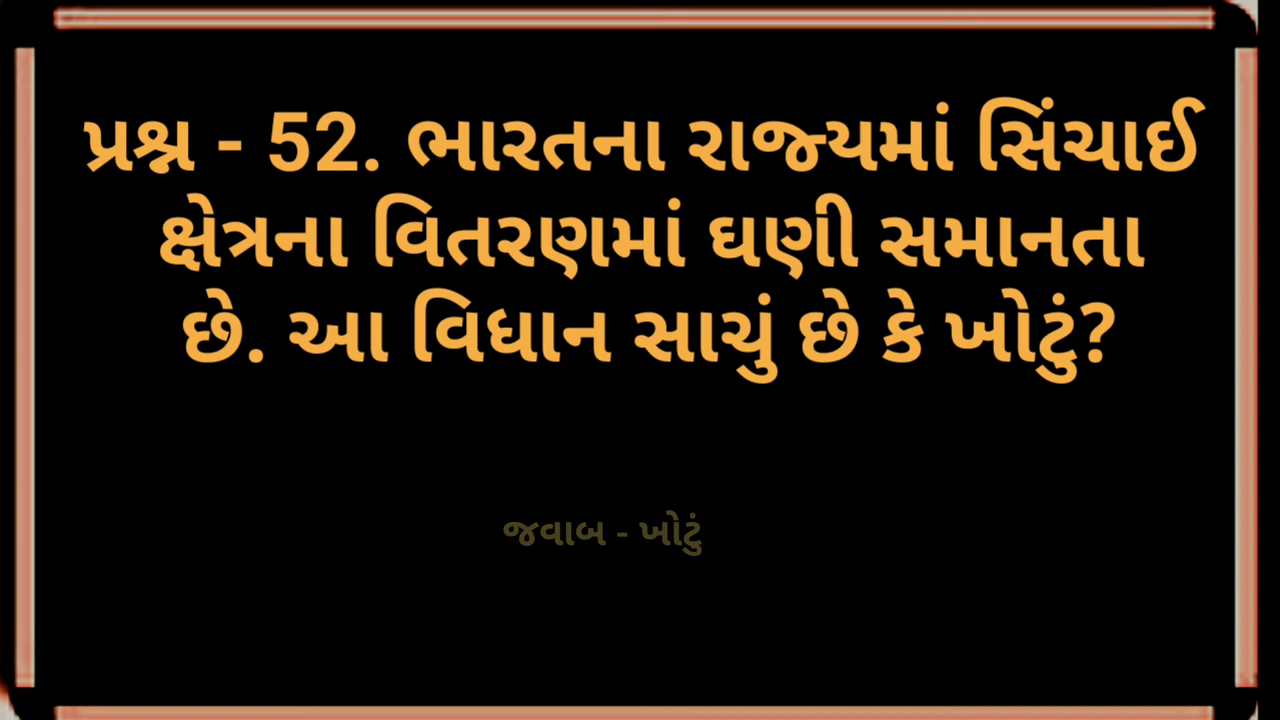 પ્રશ્ન - 52. ભારતના રાજ્યમાં સિંચાઈ
ક્ષેત્રના વિતરણમાં ઘણી સમાનતા
છે. આ વિધાન સાચું છે કે ખોટું?
જવાબ - ખોટું